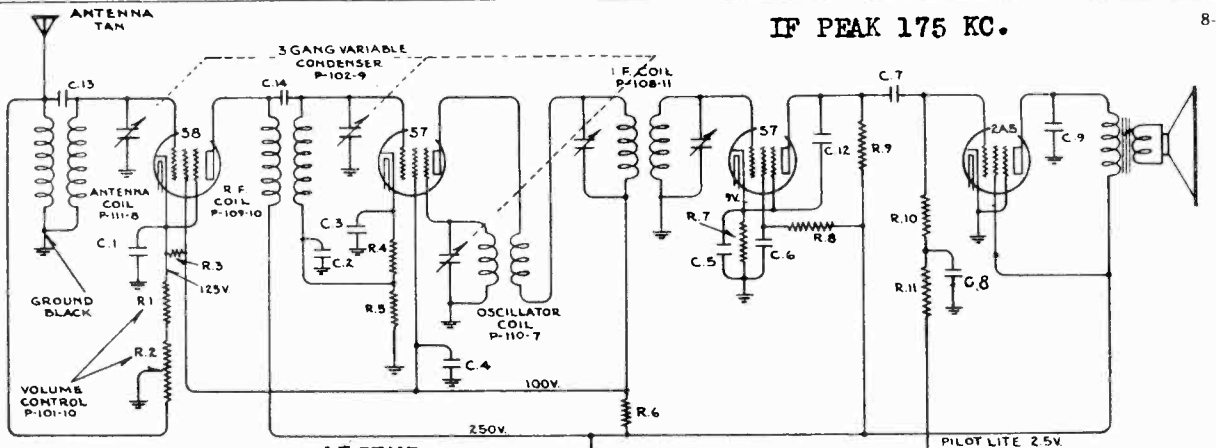 IF PEAK 175 KC.
8-
ANTENNA
TAN
3 GANG VARIABLE
CONDENSER
P-102-9
I.F. COIL
P-108-11
C.13
C.14
C.7
58
57
57
2A5
C.12
R.9
C.9
ANTENNA
COIL
P-111-8
R.F.
COIL
P-109-10
9V.
R.7
C.1
C.3
C.2
R.4
R.3
125V.
R.8
C.5
C.6
R.10
C.8
R.11
GROUND
BLACK
R1
R.5
OSCILLATOR
COIL
P-110-7
R.2
C.4
VOLUME
CONTROL
P-101-10
100V.
R.6
250V.
PILOT LITE 2.5V.